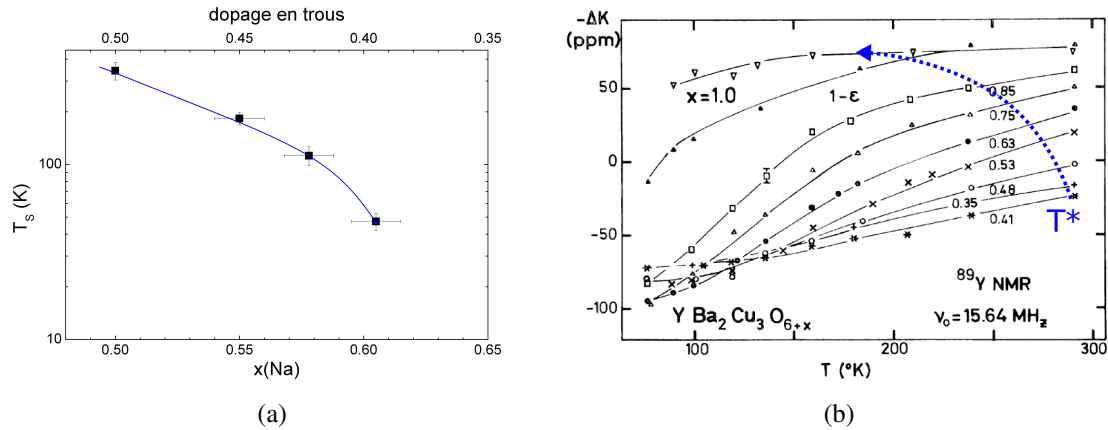 dopage en trous
0.50 0.45 0.40 0.35
T_S (K)
100
10
0.50 0.55 0.60 0.65
x(Na)
(a)
-ΔK
(ppm)
50
0
-50
-100
x=1.0
1-ε
0.85
0.75
0.63
0.53
0.48
0.35
0.41
T*
⁸⁹Y NMR
Y Ba₂ Cu₃ O₆₊ₓ
ν₀=15.64 MHz
100 200 300
T (°K)
(b)